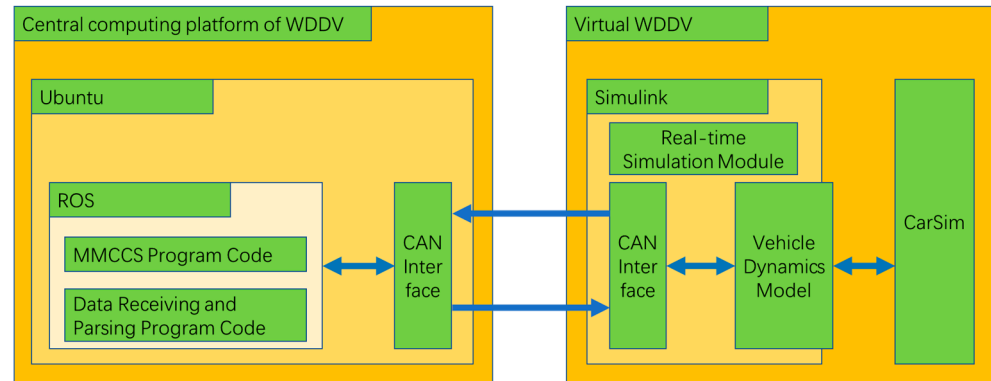 Central computing platform of WDDV
Ubuntu
ROS
MMCCS Program Code
Data Receiving and
Parsing Program Code
CAN
Inter
face
Virtual WDDV
Simulink
Real-time
Simulation Module
CAN
Inter
face
Vehicle
Dynamics
Model
CarSim